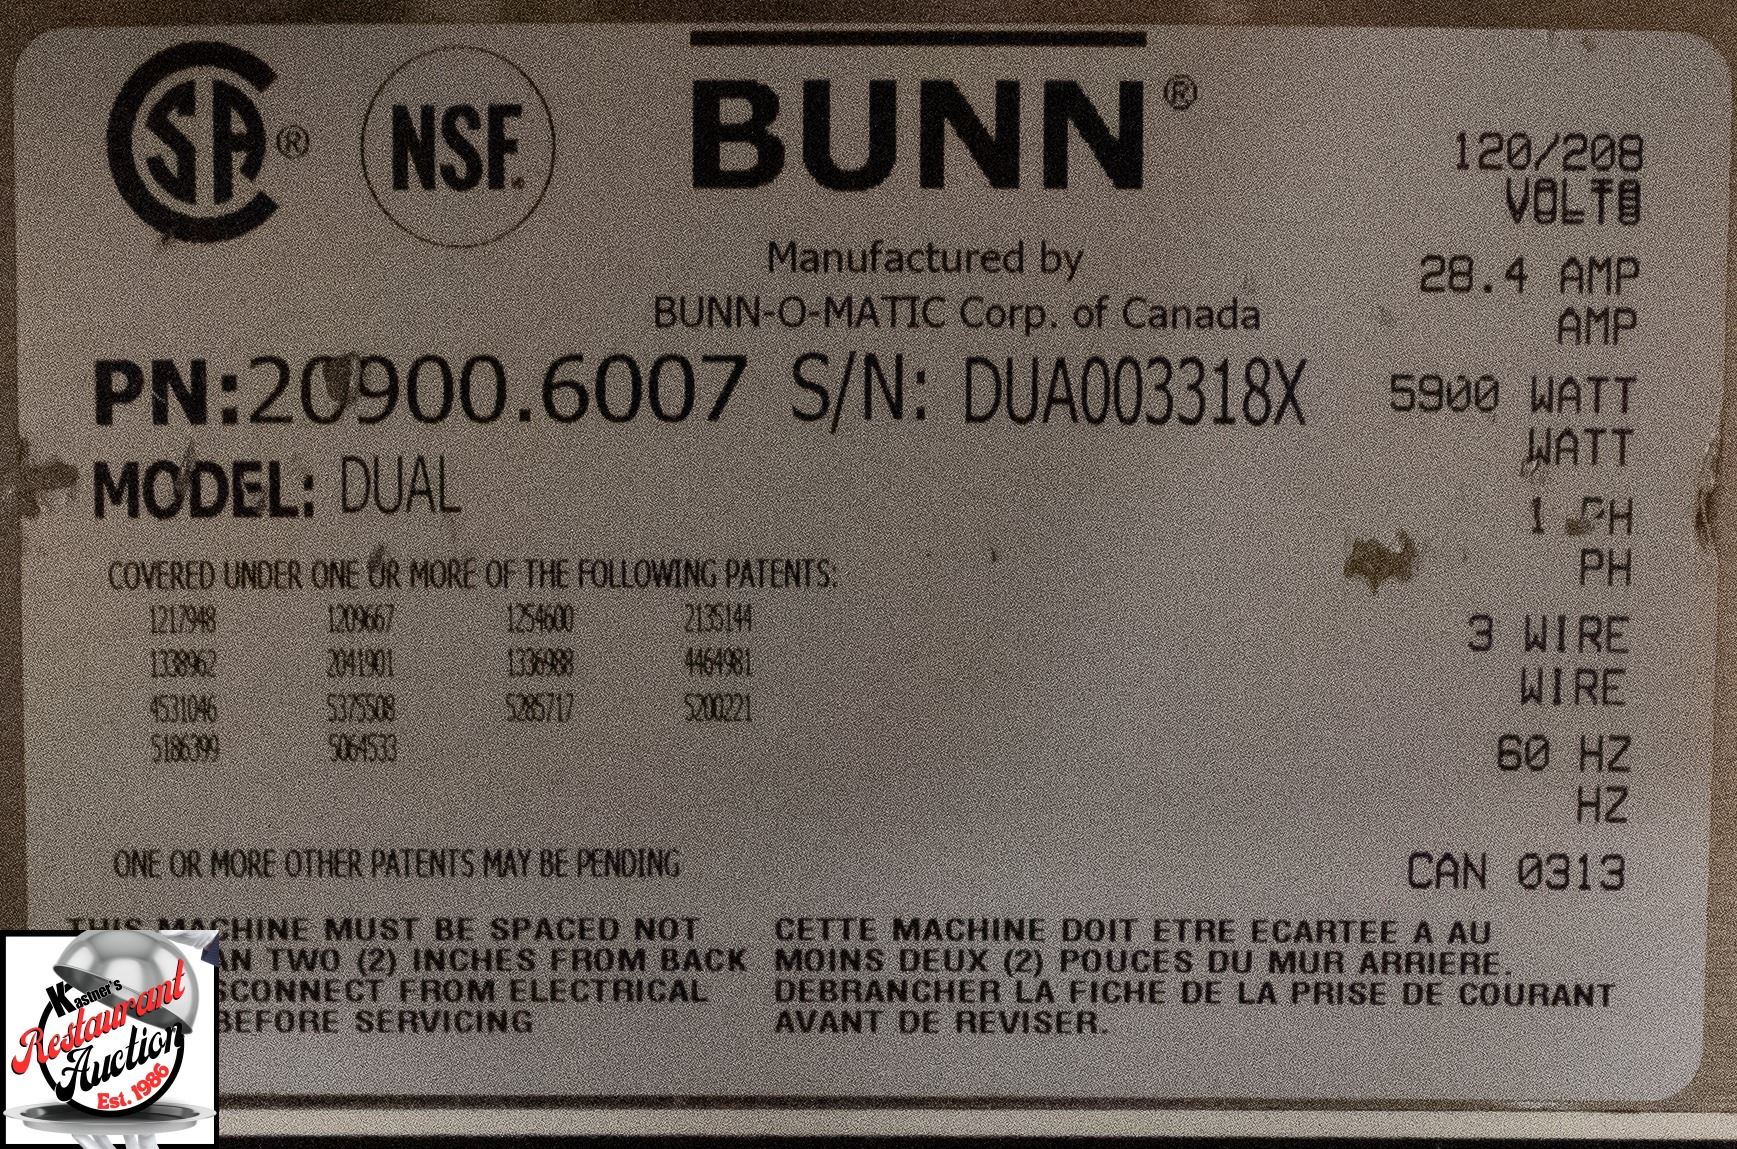 CSA®
NSF.
BUNN®
Manufactured by
BUNN-O-MATIC Corp. of Canada
PN:20900.6007 S/N: DUA003318X
MODEL: DUAL
120/208
VOLTS
28.4 AMP
AMP
5900 WATT
WATT
1 PH
PH
3 WIRE
WIRE
60 HZ
HZ
CAN 0313
COVERED UNDER ONE OR MORE OF THE FOLLOWING PATENTS:
1217948 1209667 1254600 2135144
1338962 2041901 1336988 4464981
4531046 5375508 5285717 5200221
5186399 5064533
ONE OR MORE OTHER PATENTS MAY BE PENDING
THIS MACHINE MUST BE SPACED NOT
TWO (2) INCHES FROM BACK
FROM ELECTRICAL
BEFORE SERVICING
CETTE MACHINE DOIT ETRE ECARTEE A AU
MOINS DEUX (2) POUCES DU MUR ARRIERE.
DEBRANCHER LA FICHE DE LA PRISE DE COURANT
AVANT DE REVISER.
Kastner's
Restaurant
Auction
Est. 1986